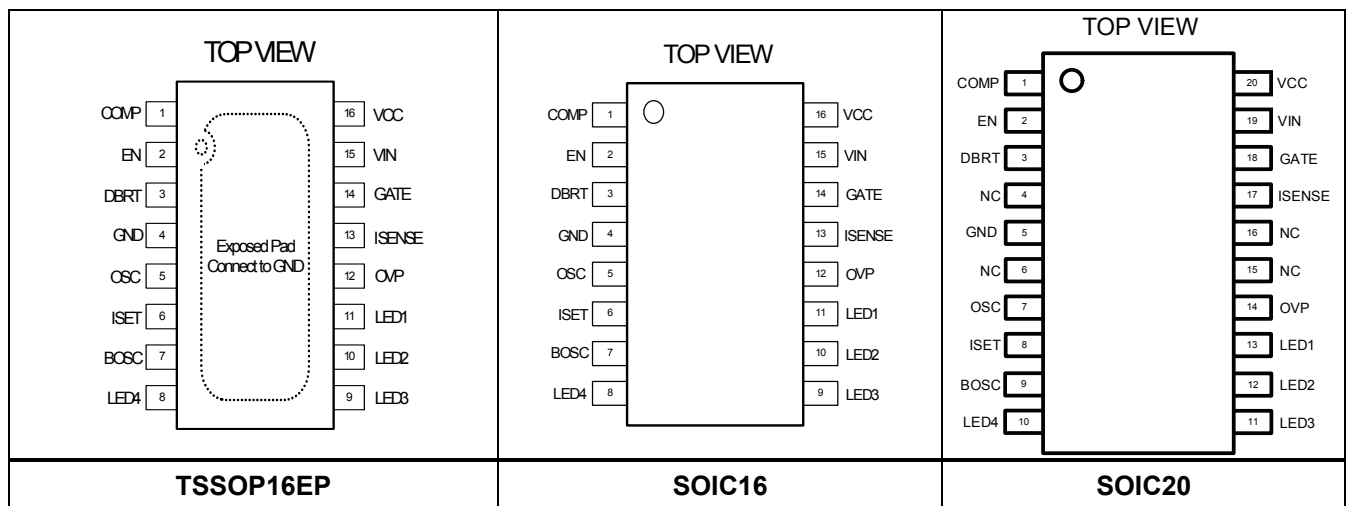 TOP VIEW
COMP 1 16 VCC
EN 2 15 VIN
DBRT 3 14 GATE
GND 4 13 ISENSE
OSC 5 12 OVP
ISET 6 11 LED1
BOSC 7 10 LED2
LED4 8 9 LED3
Exposed Pad
Connect to GND
TSSOP16EP
TOP VIEW
COMP 1 16 VCC
EN 2 15 VIN
DBRT 3 14 GATE
GND 4 13 ISENSE
OSC 5 12 OVP
ISET 6 11 LED1
BOSC 7 10 LED2
LED4 8 9 LED3
SOIC16
TOP VIEW
COMP 1 20 VCC
EN 2 19 VIN
DBRT 3 18 GATE
NC 4 17 ISENSE
GND 5 16 NC
NC 6 15 NC
OSC 7 14 OVP
ISET 8 13 LED1
BOSC 9 12 LED2
LED4 10 11 LED3
SOIC20